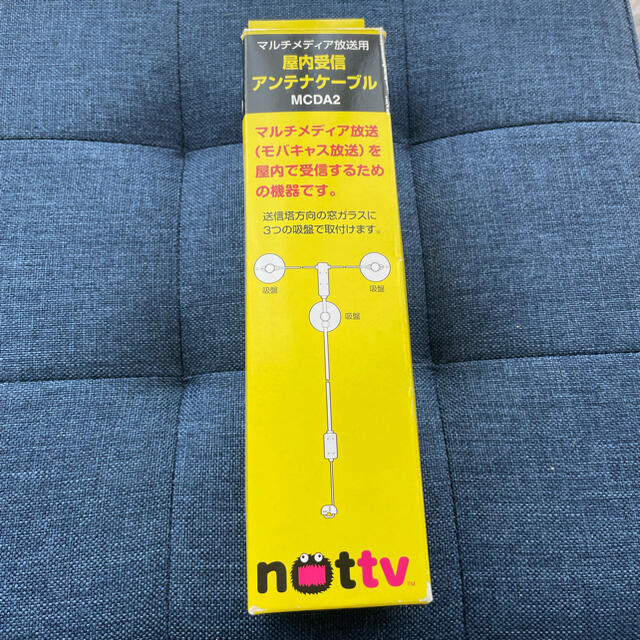 マルチメディア放送用
屋内受信
アンテナケーブル
MCDA2
マルチメディア放送
（モバキャス放送）を
屋内で受信するため
の機器です。
送信塔方向の窓ガラスに
3つの吸盤で取付けます。
吸盤
吸盤
吸盤
nottv
TM